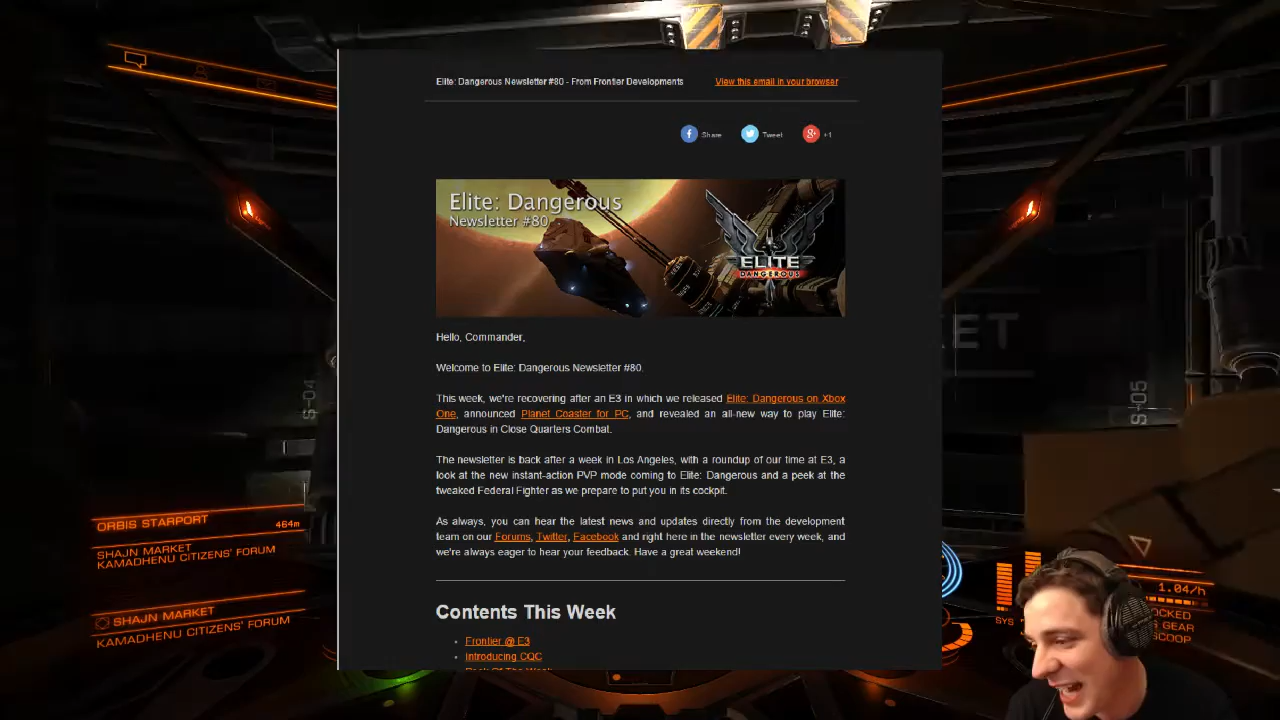 Elite: Dangerous Newsletter #80 - From Frontier Developments
View this email in your browser
Share
Tweet
+1
Elite: Dangerous
Newsletter #80
ELITE
DANGEROUS
Hello, Commander,
Welcome to Elite: Dangerous Newsletter #80.
This week, we're recovering after an E3 in which we released Elite: Dangerous on Xbox
One, announced Planet Coaster for PC, and revealed an all-new way to play Elite:
Dangerous in Close Quarters Combat.
The newsletter is back after a week in Los Angeles, with a roundup of our time at E3, a
look at the new instant-action PVP mode coming to Elite: Dangerous and a peek at the
tweaked Federal Fighter as we prepare to put you in its cockpit.
As always, you can hear the latest news and updates directly from the development
team on our Forums, Twitter, Facebook and right here in the newsletter every week, and
we're always eager to hear your feedback. Have a great weekend!
Contents This Week
Frontier @ E3
Introducing CQC
S-04
S-05
ORBIS STARPORT
464m
SHAJN MARKET
KAMADHENU CITIZENS' FORUM
SHAJN MARKET
KAMADHENU CITIZENS' FORUM
1.04/h
SYS
GEAR
SCOOP